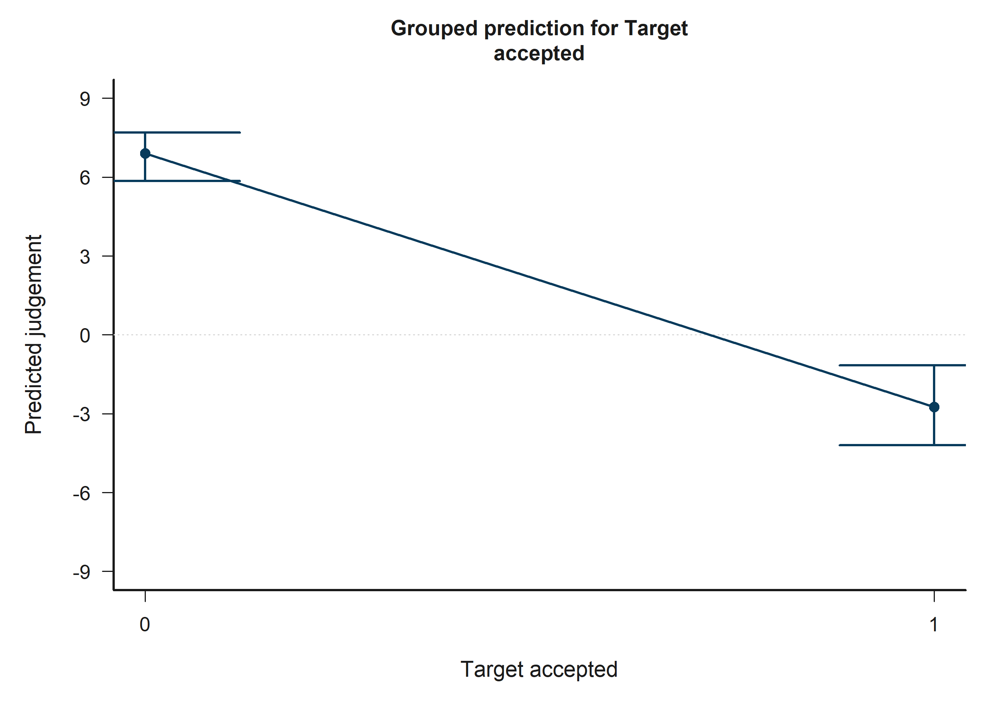 Grouped prediction for Target
accepted
9
6
3
0
-3
-6
-9
Predicted judgement
0
1
Target accepted